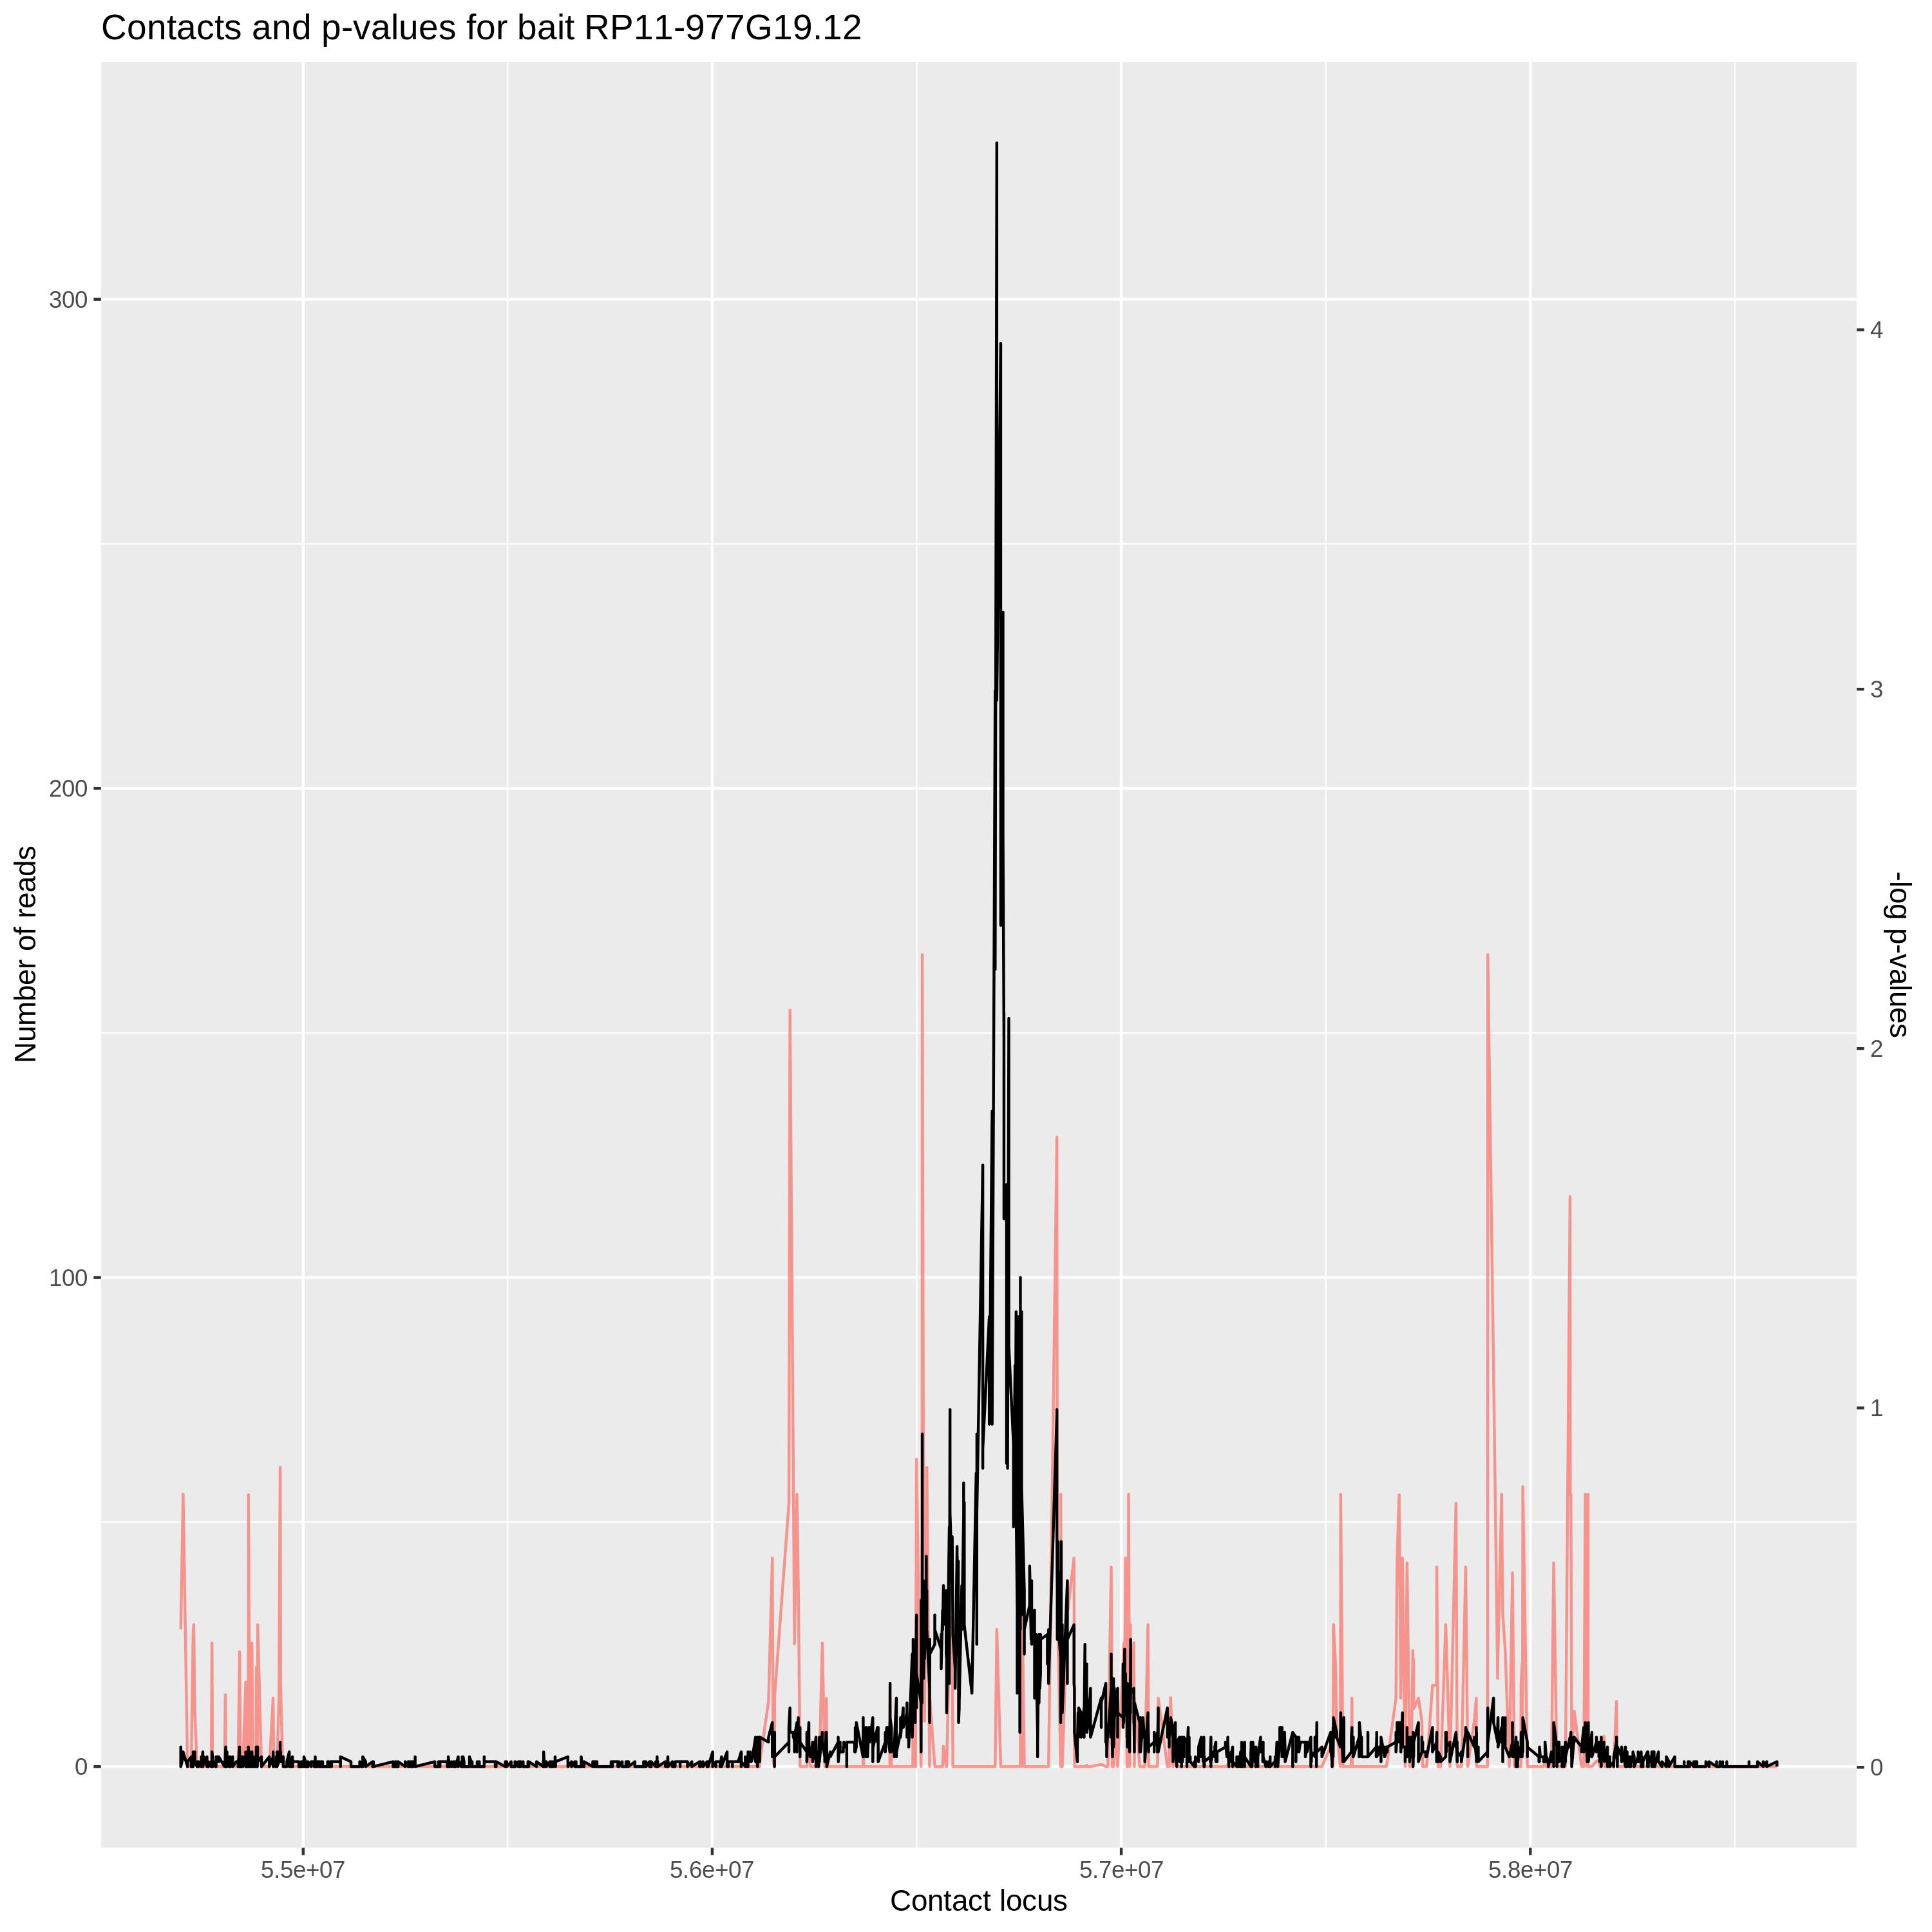 Contacts and p-values for bait RP11-977G19.12
Number of reads
300
200
100
0
4
3
2
1
0
-log p-values
5.5e+07 5.6e+07 5.7e+07 5.8e+07
Contact locus